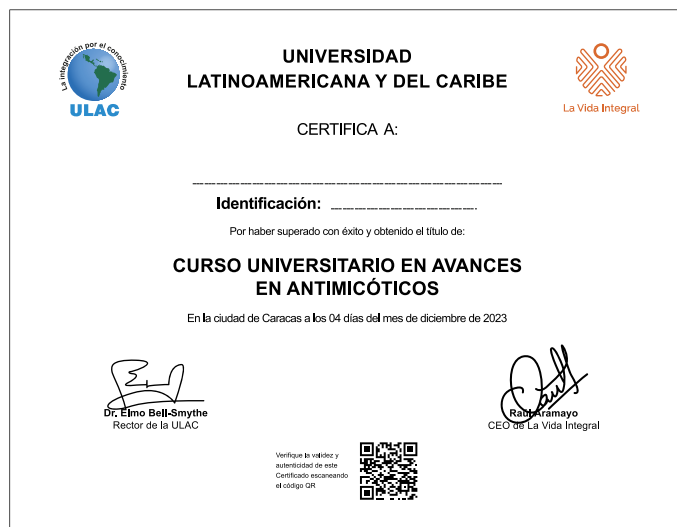 La integración por el conocimiento
ULAC
UNIVERSIDAD
LATINOAMERICANA Y DEL CARIBE
La Vida Integral
CERTIFICA A:
Identificación:
Por haber superado con éxito y obtenido el título de:
CURSO UNIVERSITARIO EN AVANCES
EN ANTIMICÓTICOS
En la ciudad de Caracas a los 04 días del mes de diciembre de 2023
Dr. Elmo Bell-Smythe
Rector de la ULAC
Raúl Aramayo
CEO de La Vida Integral
Verifique la validez y
autenticidad de este
Certificado escaneando
el código QR